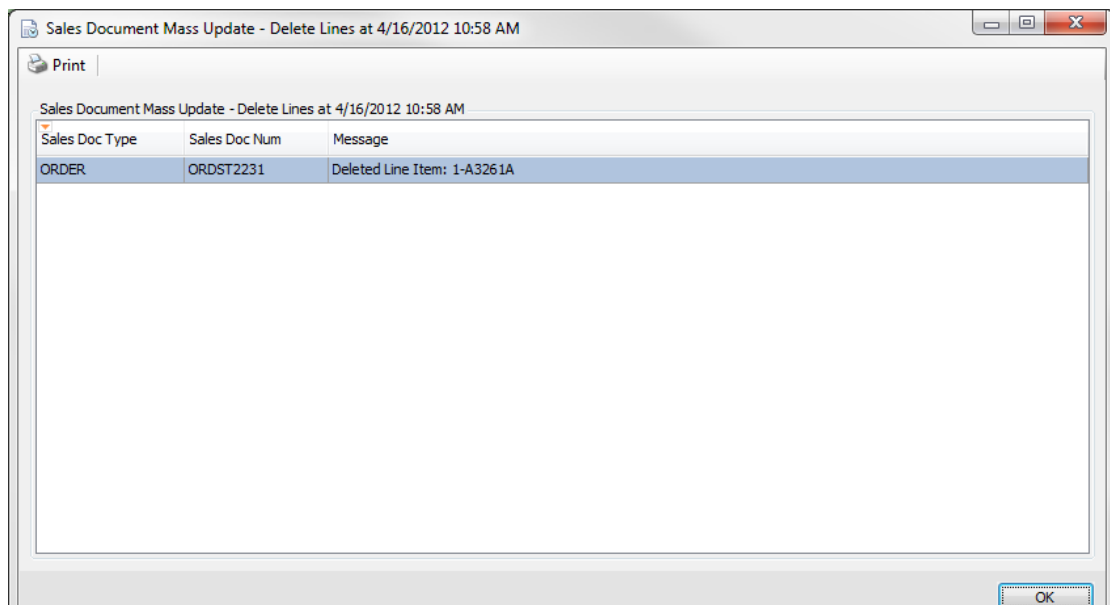 Sales Document Mass Update - Delete Lines at 4/16/2012 10:58 AM
Print
Sales Document Mass Update - Delete Lines at 4/16/2012 10:58 AM
Sales Doc Type Sales Doc Num Message
ORDER ORDST2231 Deleted Line Item: 1-A3261A
OK